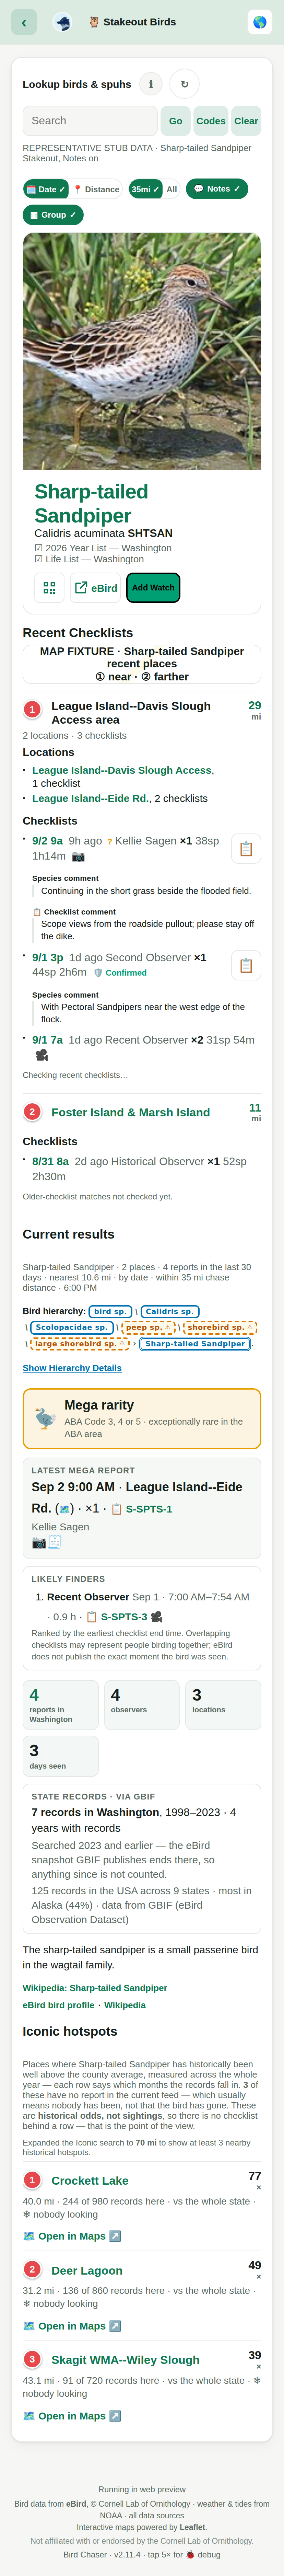 ‹ 🦉 Stakeout Birds 🌎
Lookup birds & spuhs ℹ ↻
Search Go Codes Clear
REPRESENTATIVE STUB DATA · Sharp-tailed Sandpiper
Stakeout, Notes on
🗓️ Date ✓ 📍 Distance 35mi ✓ All 💬 Notes ✓
▦ Group ✓
Sharp-tailed
Sandpiper
Calidris acuminata SHTSAN
☑ 2026 Year List — Washington
☑ Life List — Washington
eBird Add Watch
Recent Checklists
MAP FIXTURE · Sharp-tailed Sandpiper
recent places
① near · ② farther
1 League Island--Davis Slough 29
Access area mi
2 locations · 3 checklists
Locations
• League Island--Davis Slough Access,
1 checklist
• League Island--Eide Rd., 2 checklists
Checklists
• 9/2 9a 9h ago ? Kellie Sagen ×1 38sp 📋
1h14m 📷
Species comment
Continuing in the short grass beside the flooded field.
📋 Checklist comment
Scope views from the roadside pullout; please stay off
the dike.
• 9/1 3p 1d ago Second Observer ×1 📋
44sp 2h6m 🛡️ Confirmed
Species comment
With Pectoral Sandpipers near the west edge of the
flock.
• 9/1 7a 1d ago Recent Observer ×2 31sp 54m
🎥
Checking recent checklists…
2 Foster Island & Marsh Island 11
mi
Checklists
• 8/31 8a 2d ago Historical Observer ×1 52sp
2h30m
Older-checklist matches not checked yet.
Current results
Sharp-tailed Sandpiper · 2 places · 4 reports in the last 30
days · nearest 10.6 mi · by date · within 35 mi chase
distance · 6:00 PM
Bird hierarchy: bird sp. \ Calidris sp.
\ Scolopacidae sp. \ peep sp. ⚠ \ shorebird sp. ⚠
\ large shorebird sp. ⚠ › Sharp-tailed Sandpiper.
Show Hierarchy Details
🦤 Mega rarity
ABA Code 3, 4 or 5 · exceptionally rare in the
ABA area
LATEST MEGA REPORT
Sep 2 9:00 AM · League Island--Eide
Rd. (🗺️) · ×1 · 📋 S-SPTS-1
Kellie Sagen
📷🧾
LIKELY FINDERS
1. Recent Observer Sep 1 · 7:00 AM–7:54 AM
· 0.9 h · 📋 S-SPTS-3 🎥
Ranked by the earliest checklist end time. Overlapping
checklists may represent people birding together; eBird
does not publish the exact moment the bird was seen.
4 4 3
reports in observers locations
Washington
3
days seen
STATE RECORDS · VIA GBIF
7 records in Washington, 1998–2023 · 4
years with records
Searched 2023 and earlier — the eBird
snapshot GBIF publishes ends there, so
anything since is not counted.
125 records in the USA across 9 states · most in
Alaska (44%) · data from GBIF (eBird
Observation Dataset)
The sharp-tailed sandpiper is a small passerine bird
in the wagtail family.
Wikipedia: Sharp-tailed Sandpiper
eBird bird profile · Wikipedia
Iconic hotspots
Places where Sharp-tailed Sandpiper has historically been
well above the county average, measured across the whole
year — each row says which months the records fall in. 3 of
these have no report in the current feed — which usually
means nobody has been, not that the bird has gone. These
are historical odds, not sightings, so there is no checklist
behind a row — that is the point of the view.
Expanded the Iconic search to 70 mi to show at least 3 nearby
historical hotspots.
1 Crockett Lake 77
×
40.0 mi · 244 of 980 records here · vs the whole state ·
❄ nobody looking
🗺️ Open in Maps ↗
2 Deer Lagoon 49
×
31.2 mi · 136 of 860 records here · vs the whole state ·
❄ nobody looking
🗺️ Open in Maps ↗
3 Skagit WMA--Wiley Slough 39
×
43.1 mi · 91 of 720 records here · vs the whole state · ❄
nobody looking
🗺️ Open in Maps ↗
Running in web preview
Bird data from eBird, © Cornell Lab of Ornithology · weather & tides from
NOAA · all data sources
Interactive maps powered by Leaflet.
Not affiliated with or endorsed by the Cornell Lab of Ornithology.
Bird Chaser · v2.11.4 · tap 5× for 🐞 debug